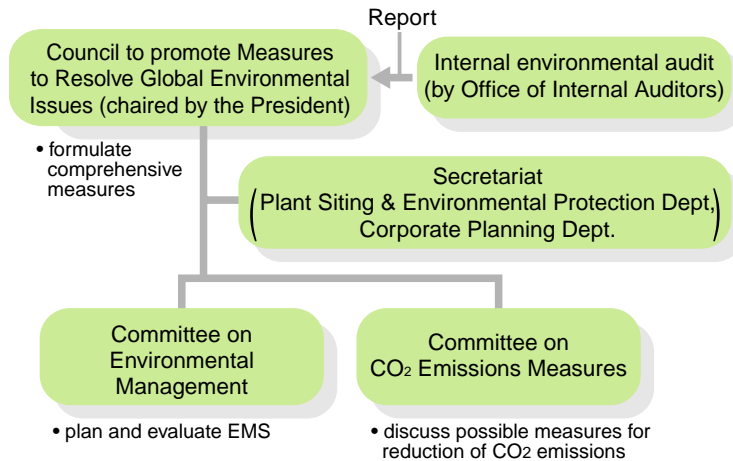 Report
Council to promote Measures
to Resolve Global Environmental
Issues (chaired by the President)
Internal environmental audit
(by Office of Internal Auditors)
• formulate
comprehensive
measures
Secretariat
(Plant Siting & Environmental Protection Dept,
Corporate Planning Dept.)
Committee on
Environmental
Management
Committee on
CO₂ Emissions Measures
• plan and evaluate EMS
• discuss possible measures for
reduction of CO₂ emissions